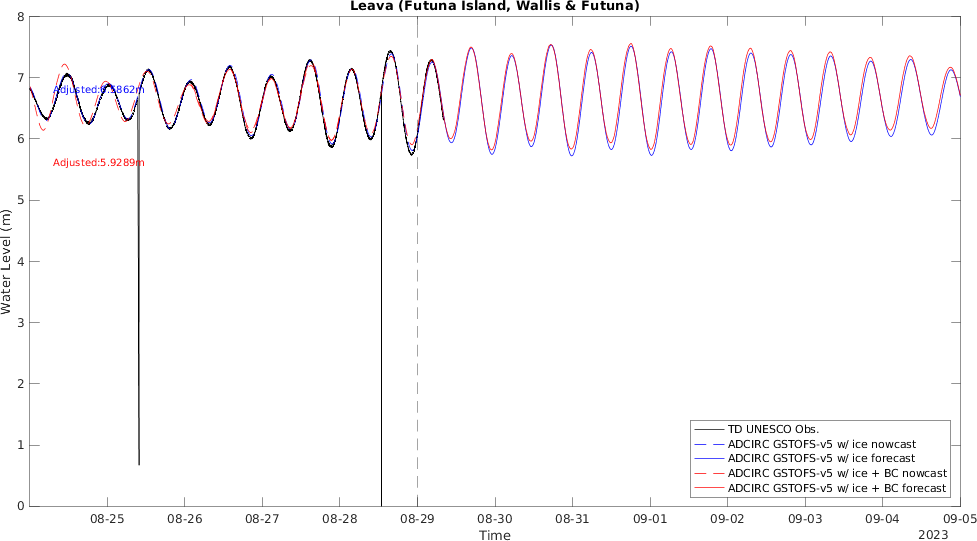 Leava (Futuna Island, Wallis & Futuna)
8
7
6
5
4
3
2
1
0
Water Level (m)
Adjusted:5.9289m
08-25
08-26
08-27
08-28
08-29
08-30
08-31
09-01
09-02
09-03
09-04
09-05
Time
2023
TD UNESCO Obs.
ADCIRC GSTOFS-v5 w/ ice nowcast
ADCIRC GSTOFS-v5 w/ ice forecast
ADCIRC GSTOFS-v5 w/ ice + BC nowcast
ADCIRC GSTOFS-v5 w/ ice + BC forecast